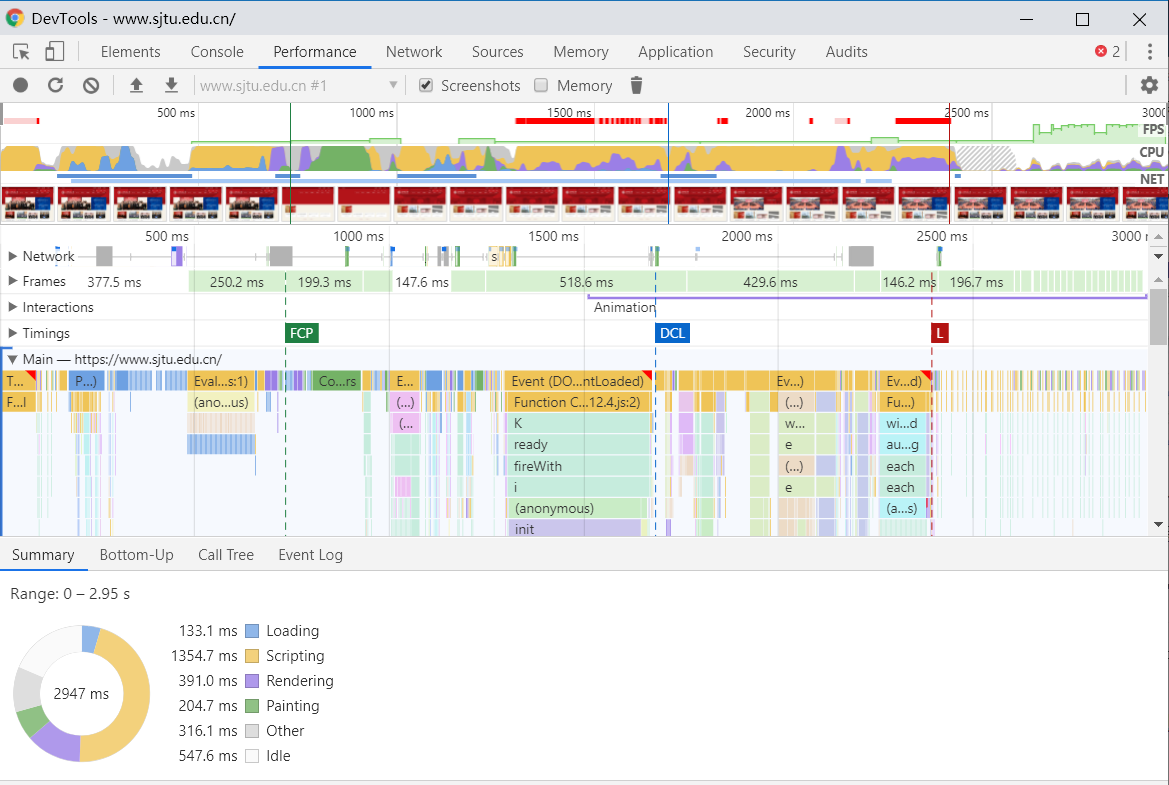 DevTools - www.sjtu.edu.cn/
Elements Console Performance Network Sources Memory Application Security Audits 2
www.sjtu.edu.cn #1 Screenshots Memory
500 ms 1000 ms 1500 ms 2000 ms 2500 ms 3000
FPS
CPU
NET
500 ms 1000 ms 1500 ms 2000 ms 2500 ms 3000 r
Network s
Frames 377.5 ms 250.2 ms 199.3 ms 147.6 ms 518.6 ms 429.6 ms 146.2 ms 196.7 ms
Interactions Animation
Timings FCP DCL L
Main — https://www.sjtu.edu.cn/
T... P...) Eval...s:1) Co...rs E... Event (DO...ntLoaded) Ev...) Ev...d)
F...l (ano...us) (...) Function C...12.4.js:2) (...) Fu...)
(... K w... wi...d
ready e au...g
fireWith (...) each
i e each
(anonymous) (a...s)
init
Summary Bottom-Up Call Tree Event Log
Range: 0 – 2.95 s
133.1 ms Loading
1354.7 ms Scripting
2947 ms
391.0 ms Rendering
204.7 ms Painting
316.1 ms Other
547.6 ms Idle